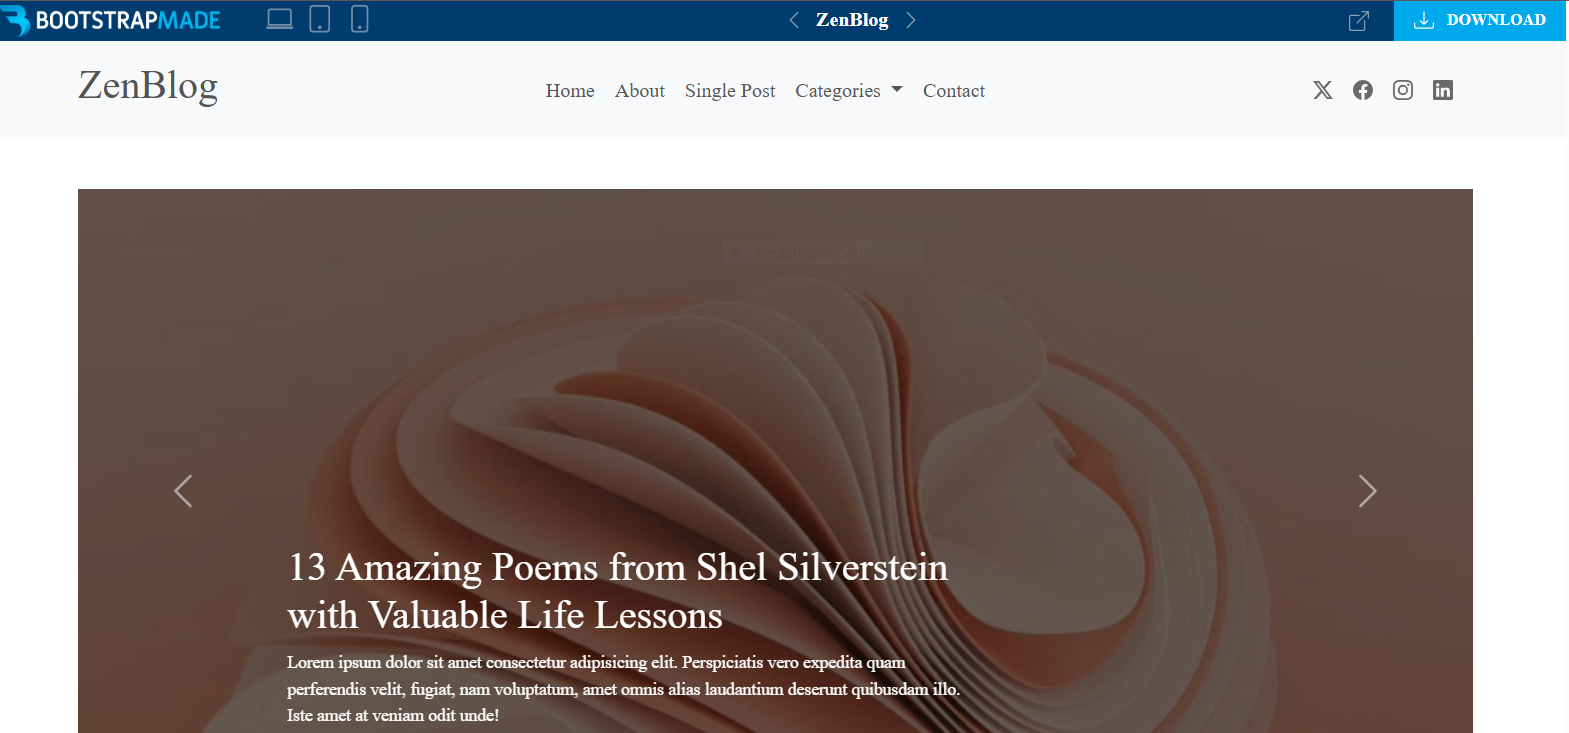 BOOTSTRAPMADE
ZenBlog
DOWNLOAD
ZenBlog
Home About Single Post Categories Contact
Rectangular Snip
13 Amazing Poems from Shel Silverstein
with Valuable Life Lessons
Lorem ipsum dolor sit amet consectetur adipisicing elit. Perspiciatis vero expedita quam
perferendis velit, fugiat, nam voluptatum, amet omnis alias laudantium deserunt quibusdam illo.
Iste amet at veniam odit unde!